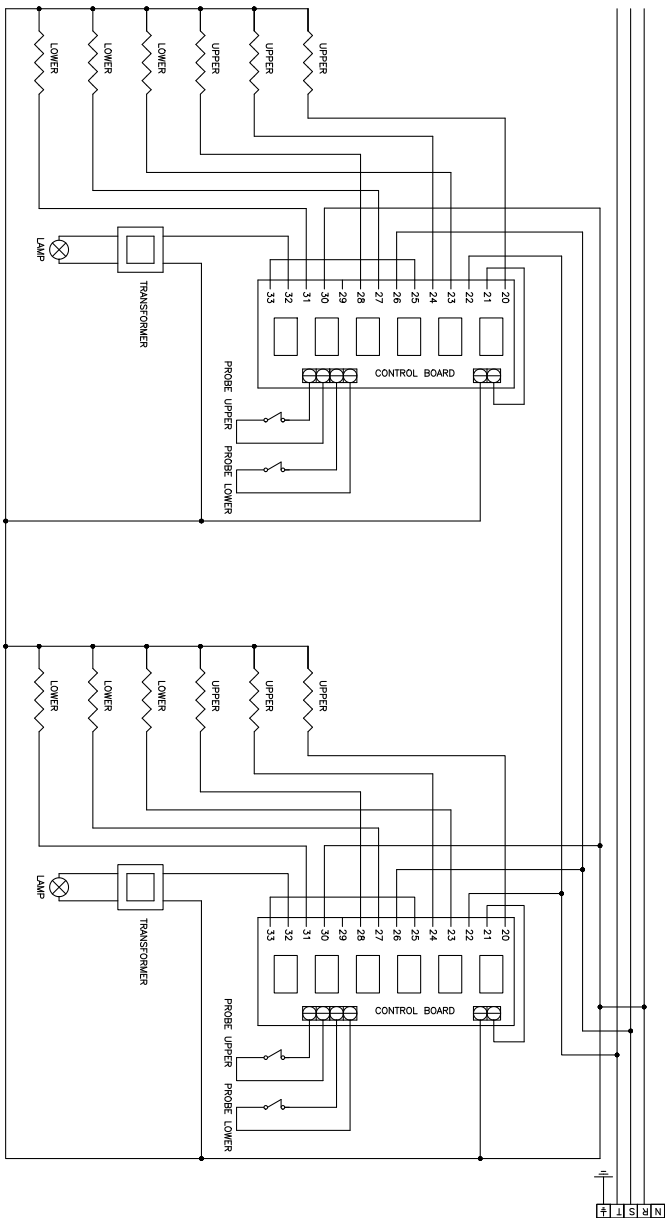 LOWER
LOWER
LOWER
UPPER
UPPER
UPPER
LAMP
TRANSFORMER
33
32
31
30
29
28
27
26
25
24
23
22
21
20
CONTROL BOARD
PROBE UPPER
PROBE LOWER
LOWER
LOWER
LOWER
UPPER
UPPER
UPPER
LAMP
TRANSFORMER
33
32
31
30
29
28
27
26
25
24
23
22
21
20
CONTROL BOARD
PROBE UPPER
PROBE LOWER
T
S
R
N